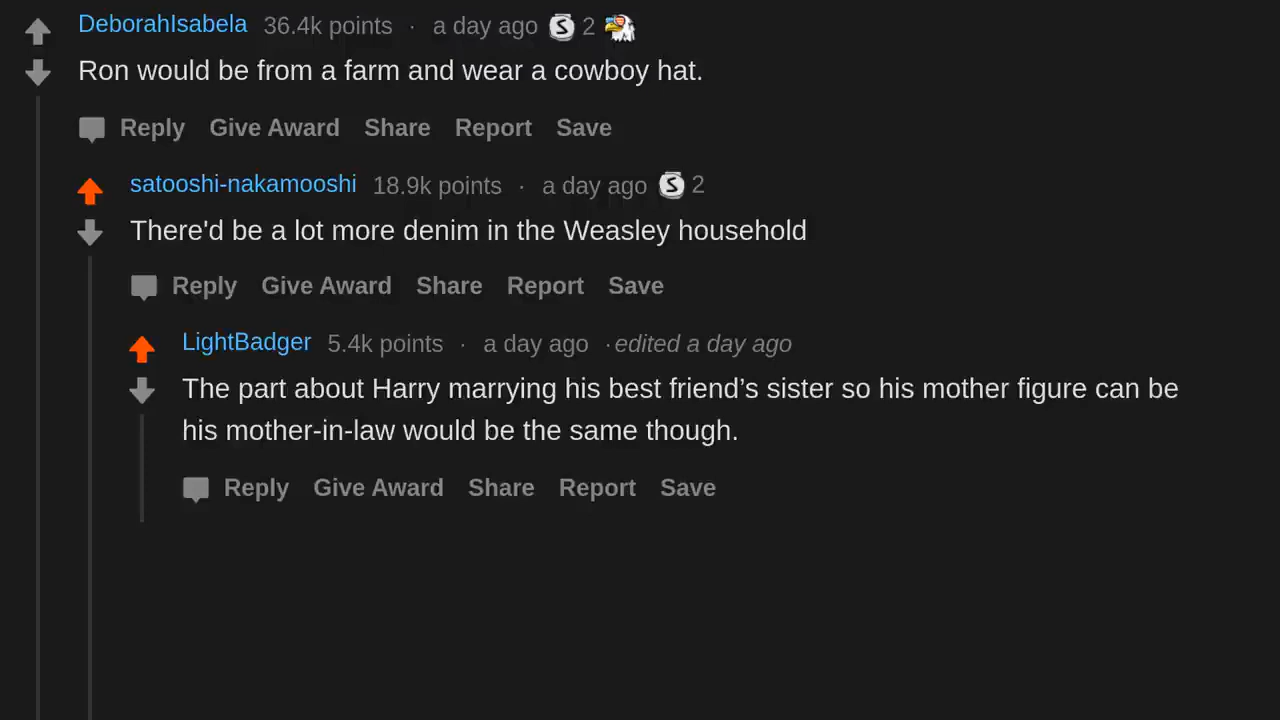 DeborahIsabela 36.4k points · a day ago S 2
Ron would be from a farm and wear a cowboy hat.
Reply Give Award Share Report Save
satooshi-nakamooshi 18.9k points · a day ago S 2
There'd be a lot more denim in the Weasley household
Reply Give Award Share Report Save
LightBadger 5.4k points · a day ago · edited a day ago
The part about Harry marrying his best friend’s sister so his mother figure can be
his mother-in-law would be the same though.
Reply Give Award Share Report Save